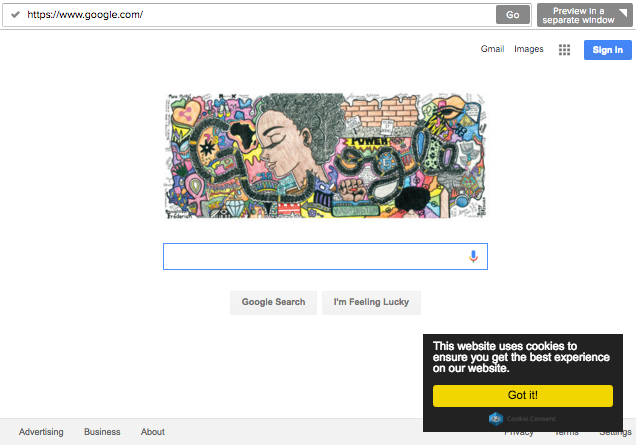 https://www.google.com/
Go
Preview in a
separate window
Gmail
Images
Sign in
POWER
Google Search
I'm Feeling Lucky
This website uses cookies to
ensure you get the best experience
on our website.
Got it!
Cookie Consent
Advertising
Business
About
Privacy
Terms
Settings